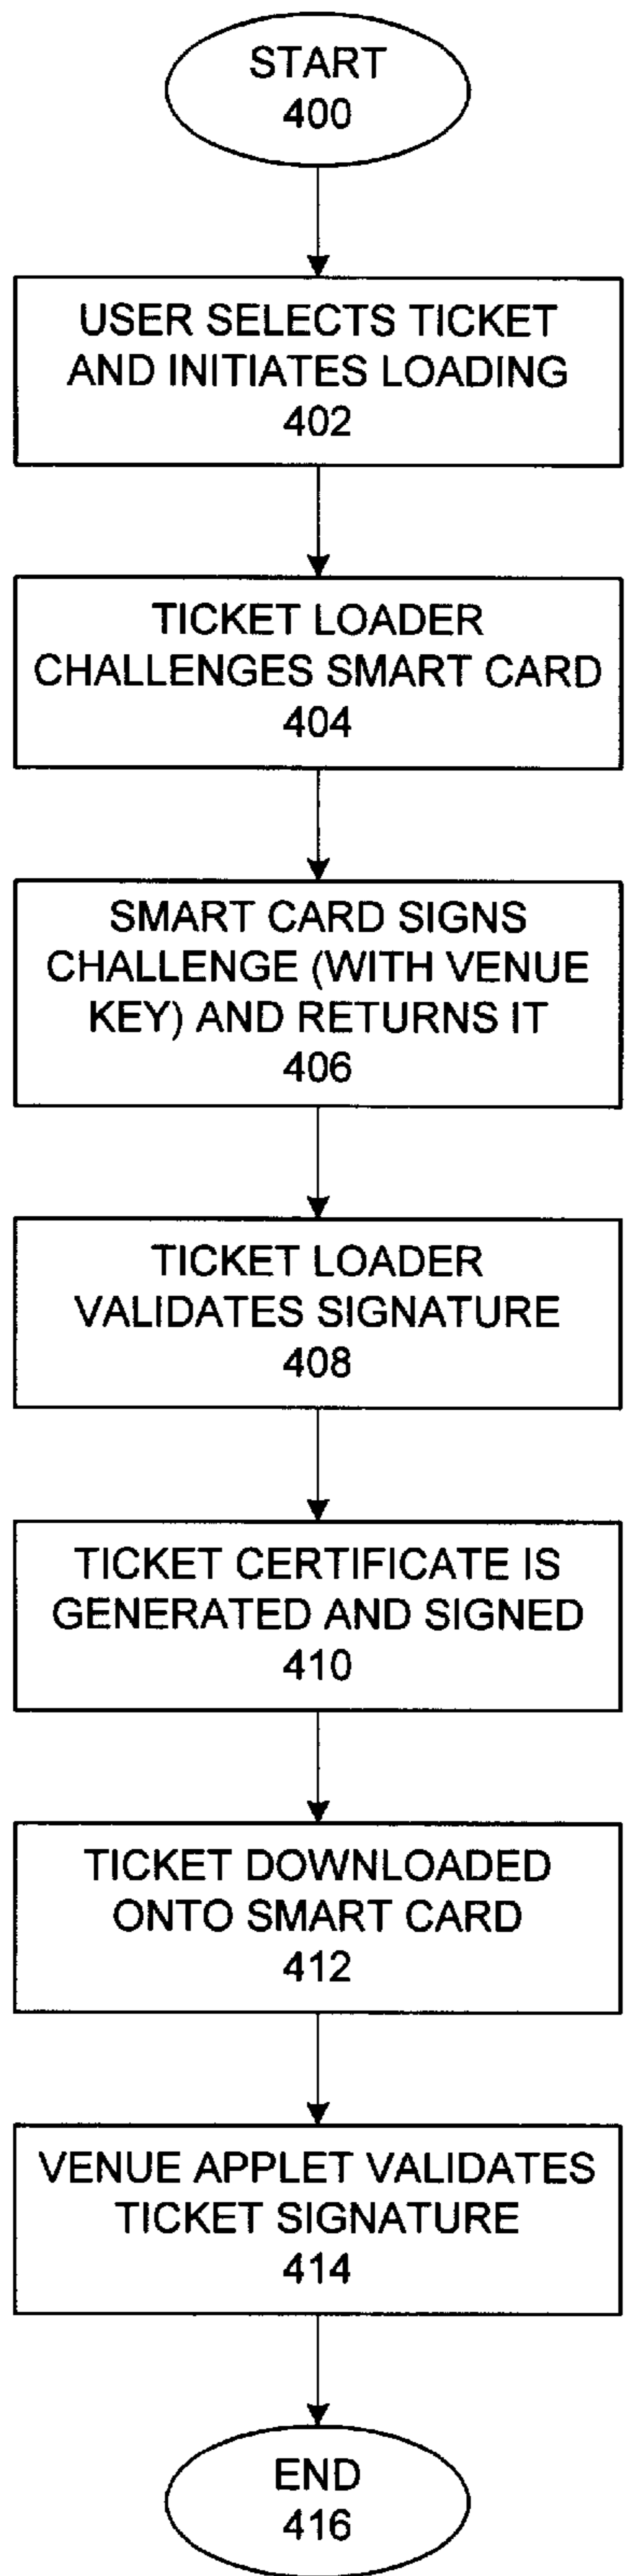 START
400
USER SELECTS TICKET
AND INITIATES LOADING
402
TICKET LOADER
CHALLENGES SMART CARD
404
SMART CARD SIGNS
CHALLENGE (WITH VENUE
KEY) AND RETURNS IT
406
TICKET LOADER
VALIDATES SIGNATURE
408
TICKET CERTIFICATE IS
GENERATED AND SIGNED
410
TICKET DOWNLOADED
ONTO SMART CARD
412
VENUE APPLET VALIDATES
TICKET SIGNATURE
414
END
416